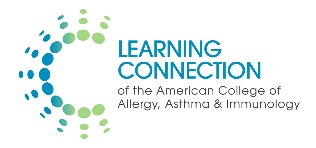 LEARNING
CONNECTION
of the American College of
Allergy, Asthma & Immunology